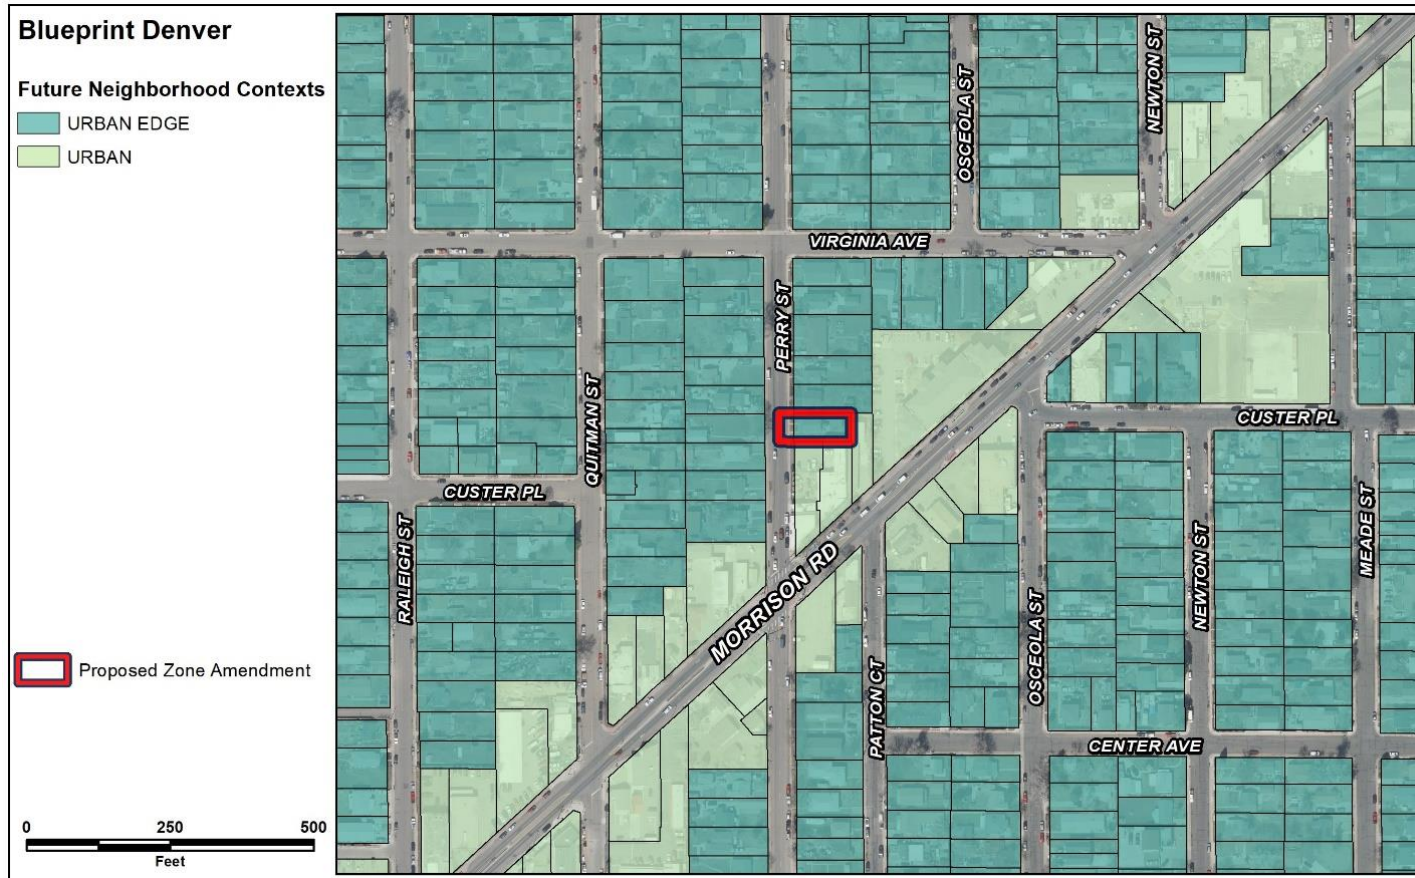 Blueprint Denver
Future Neighborhood Contexts
URBAN EDGE
URBAN
Proposed Zone Amendment
0 250 500
Feet
OSCEOLA ST
NEWTON ST
VIRGINIA AVE
PERRY ST
QUITMAN ST
CUSTER PL
CUSTER PL
RALEIGH ST
MORRISON RD
NEWTON ST
MEADE ST
OSCEOLA ST
PATTON CT
CENTER AVE